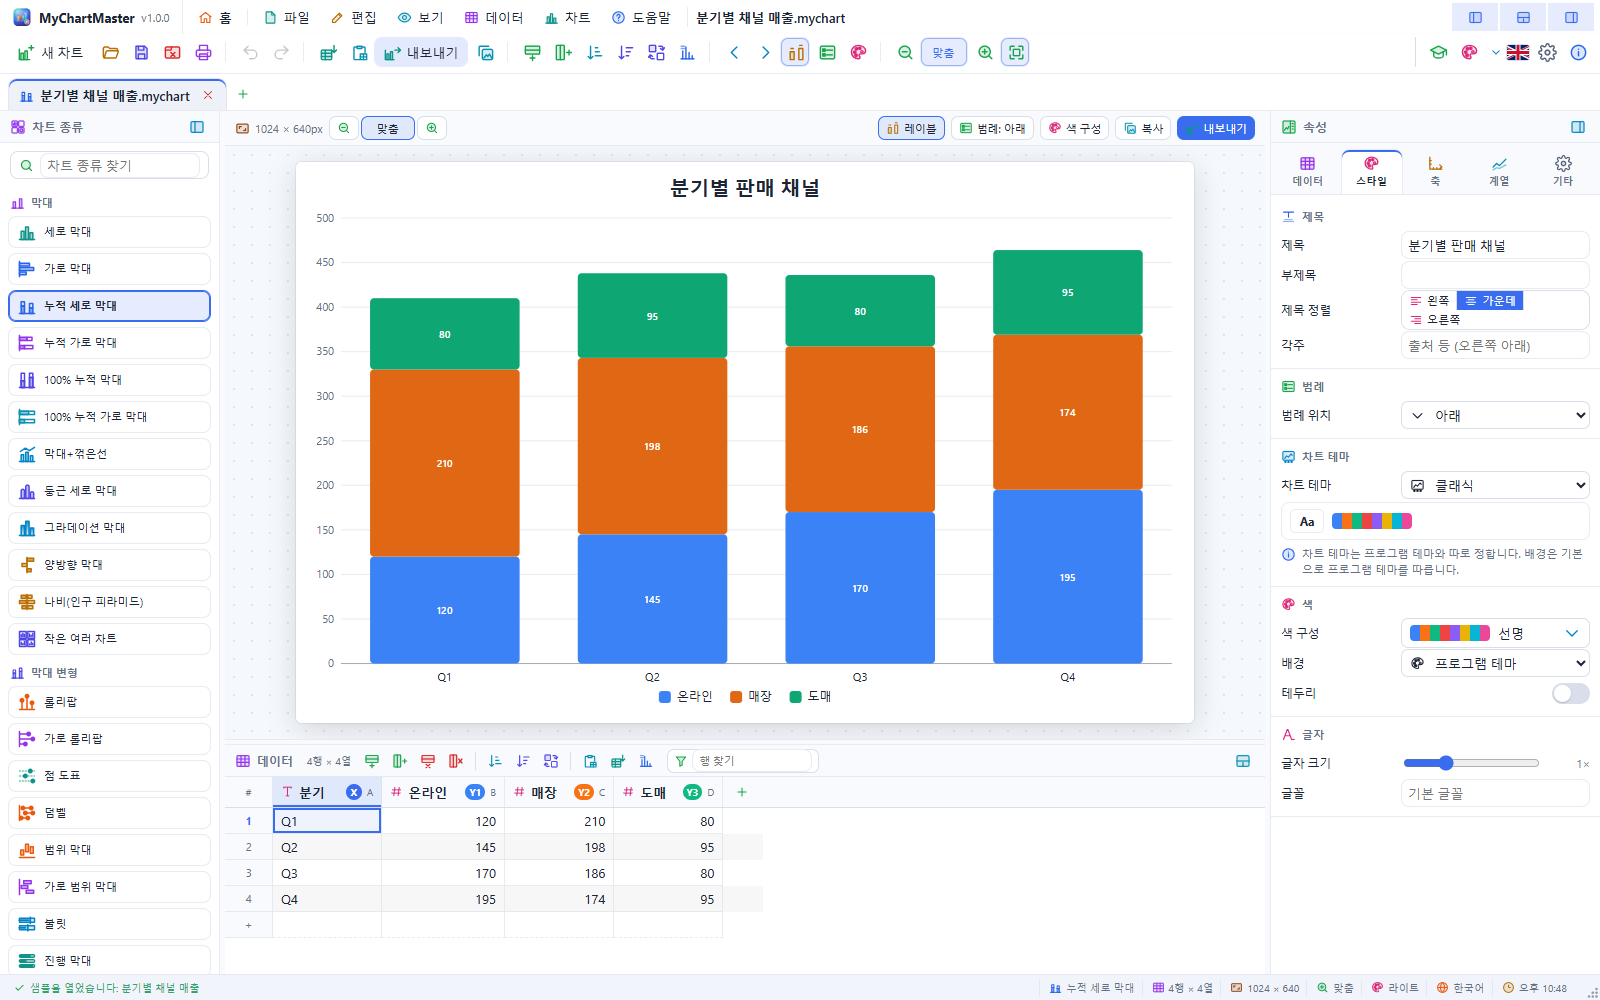 MyChartMaster v1.0.0 홈 파일 편집 보기 데이터 차트 도움말 분기별 채널 매출.mychart
새 차트 내보내기 맞춤
분기별 채널 매출.mychart
차트 종류
차트 종류 찾기
막대
세로 막대
가로 막대
누적 세로 막대
누적 가로 막대
100% 누적 막대
100% 누적 가로 막대
막대+꺾은선
둥근 세로 막대
그라데이션 막대
양방향 막대
나비(인구 피라미드)
작은 여러 차트
막대 변형
롤리팝
가로 롤리팝
점 도표
덤벨
범위 막대
가로 범위 막대
불릿
진행 막대
1024 × 640px 맞춤 레이블 범례: 아래 색 구성 복사 내보내기
분기별 판매 채널
500
450
400
350
300
250
200
150
100
50
0
80 95 80 95
210 198 186 174
120 145 170 195
Q1 Q2 Q3 Q4
온라인 매장 도매
데이터 4행 × 4열 행 찾기
# 분기 X A # 온라인 Y1 B # 매장 Y2 C # 도매 Y3 D +
1 Q1 120 210 80
2 Q2 145 198 95
3 Q3 170 186 80
4 Q4 195 174 95
+
속성
데이터 스타일 축 계열 기타
제목
제목 분기별 판매 채널
부제목
제목 정렬 왼쪽 가운데
오른쪽
각주 출처 등 (오른쪽 아래)
범례
범례 위치 아래
차트 테마
차트 테마 클래식
Aa
차트 테마는 프로그램 테마와 따로 정합니다. 배경은 기본
으로 프로그램 테마를 따릅니다.
색
색 구성 선명
배경 프로그램 테마
테두리
글자
글자 크기 1×
글꼴 기본 글꼴
샘플을 열었습니다: 분기별 채널 매출
누적 세로 막대 4행 × 4열 1024 × 640 맞춤 라이트 한국어 오후 10:48